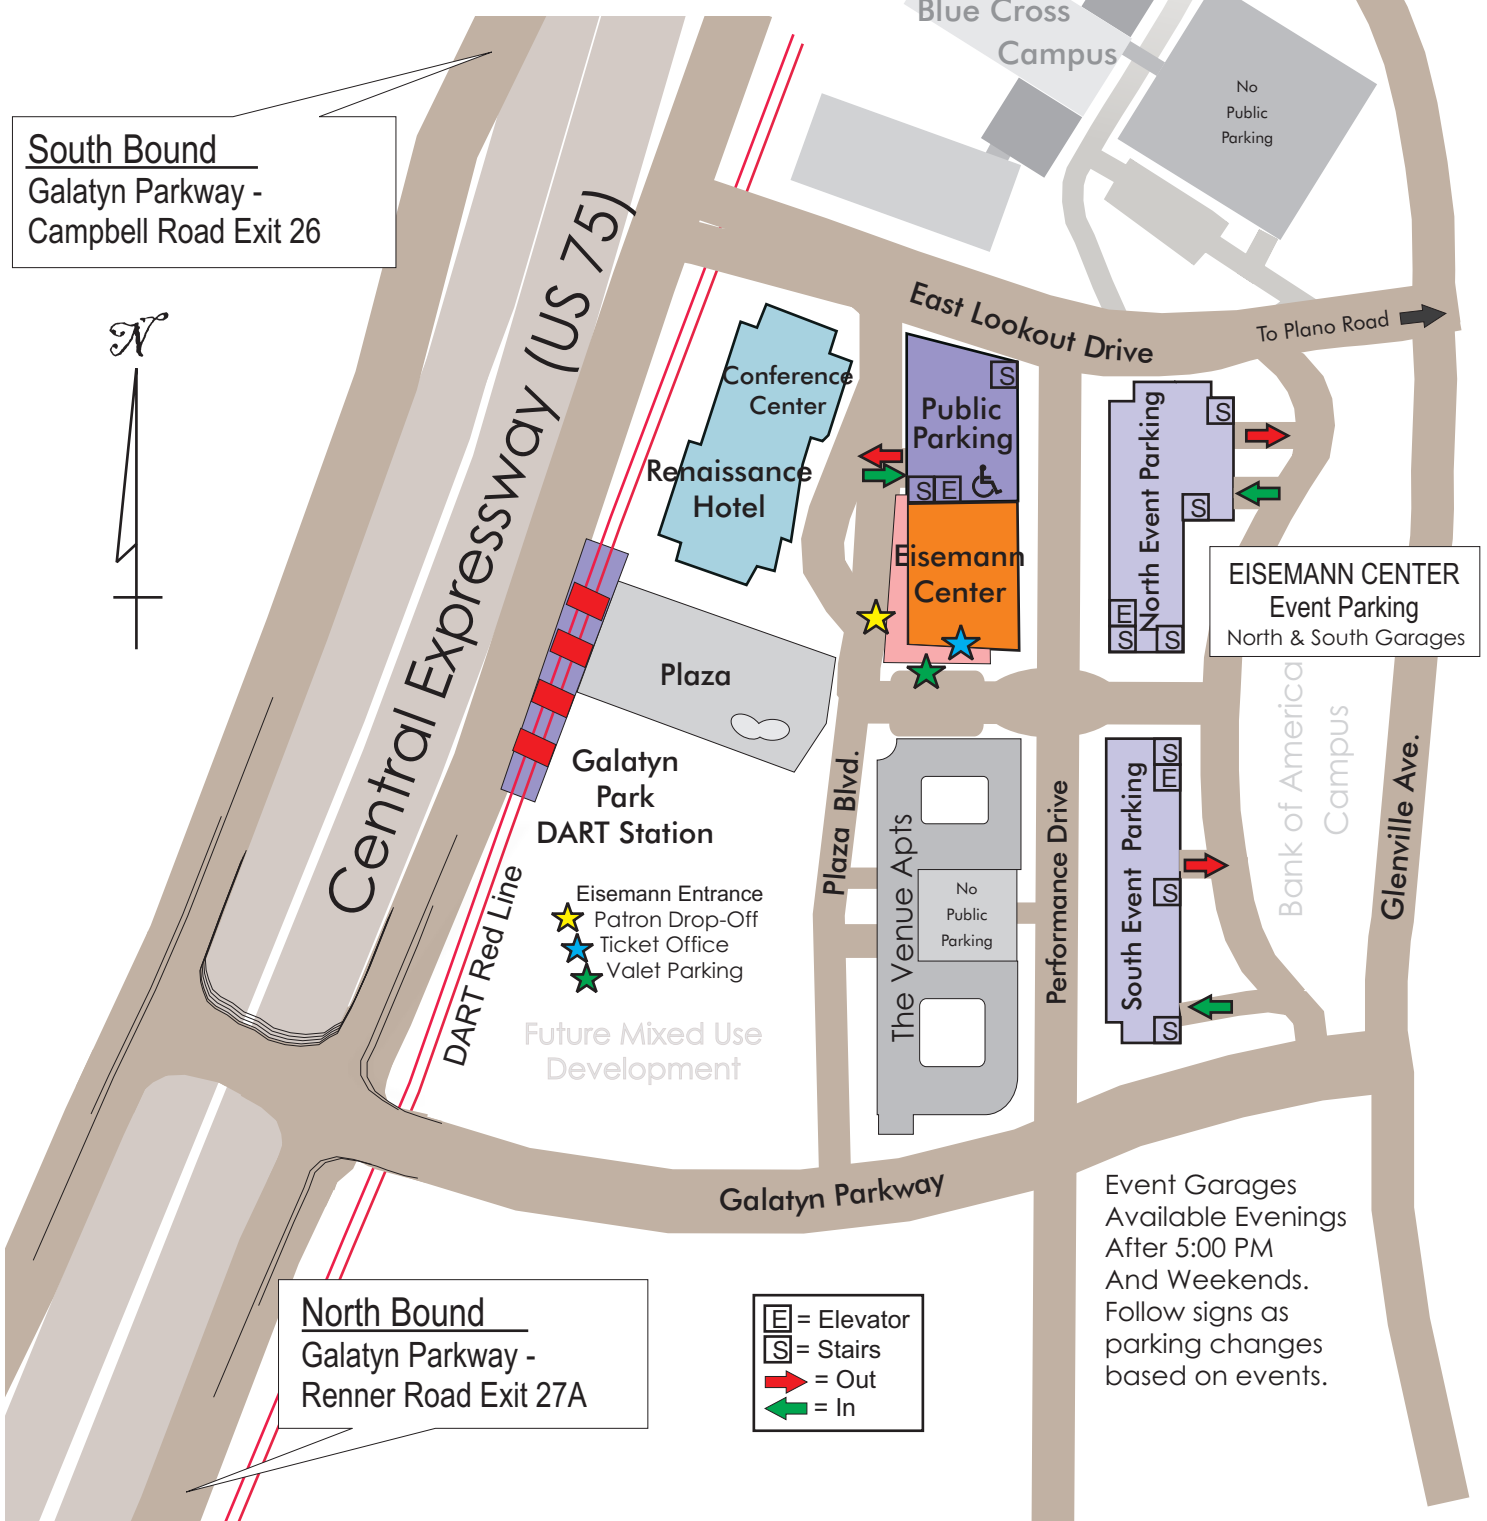 Blue Cross
Campus
No
Public
Parking
South Bound
Galatyn Parkway -
Campbell Road Exit 26
N
Central Expressway (US 75)
East Lookout Drive
To Plano Road
Conference
Center
Renaissance
Hotel
S
Public
Parking
S E
Eisemann
Center
North Event Parking
S
S
E
S S
EISEMANN CENTER
Event Parking
North & South Garages
Plaza
Galatyn
Park
DART Station
Bank of America
Campus
Glenville Ave.
Plaza Blvd.
The Venue Apts
No
Public
Parking
Performance Drive
South Event Parking
S
E
S
S
DART Red Line
Eisemann Entrance
Patron Drop-Off
Ticket Office
Valet Parking
Future Mixed Use
Development
Galatyn Parkway
Event Garages
Available Evenings
After 5:00 PM
And Weekends.
Follow signs as
parking changes
based on events.
North Bound
Galatyn Parkway -
Renner Road Exit 27A
E = Elevator
S = Stairs
= Out
= In